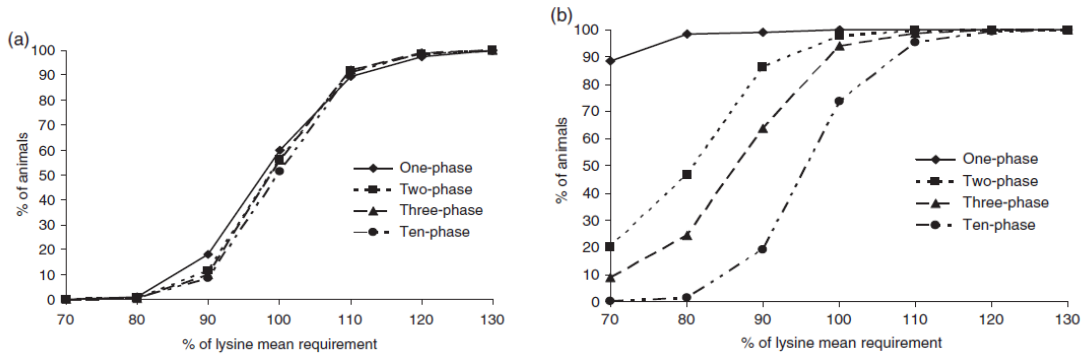 (a)
100
90
80
70
60
50
40
30
20
10
0
% of animals
70 80 90 100 110 120 130
% of lysine mean requirement
One-phase
Two-phase
Three-phase
Ten-phase
(b)
100
90
80
70
60
50
40
30
20
10
0
% of animals
70 80 90 100 110 120 130
% of lysine mean requirement
One-phase
Two-phase
Three-phase
Ten-phase